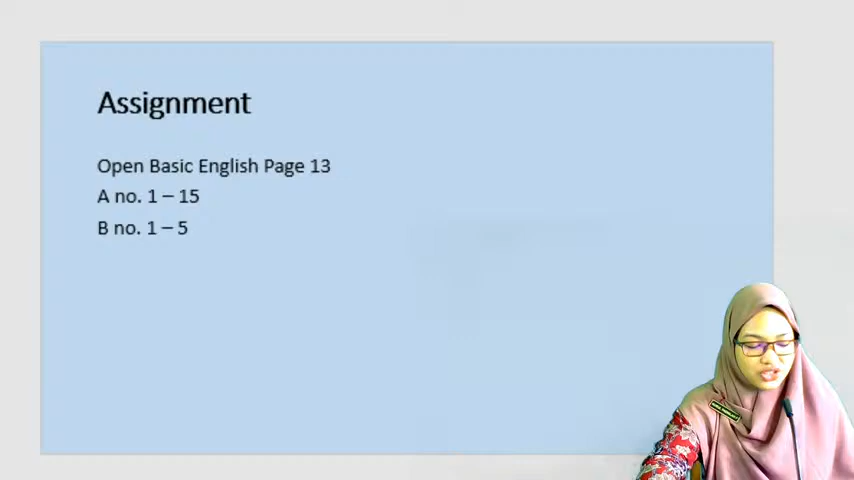 Assignment
Open Basic English Page 13
A no. 1 – 15
B no. 1 – 5